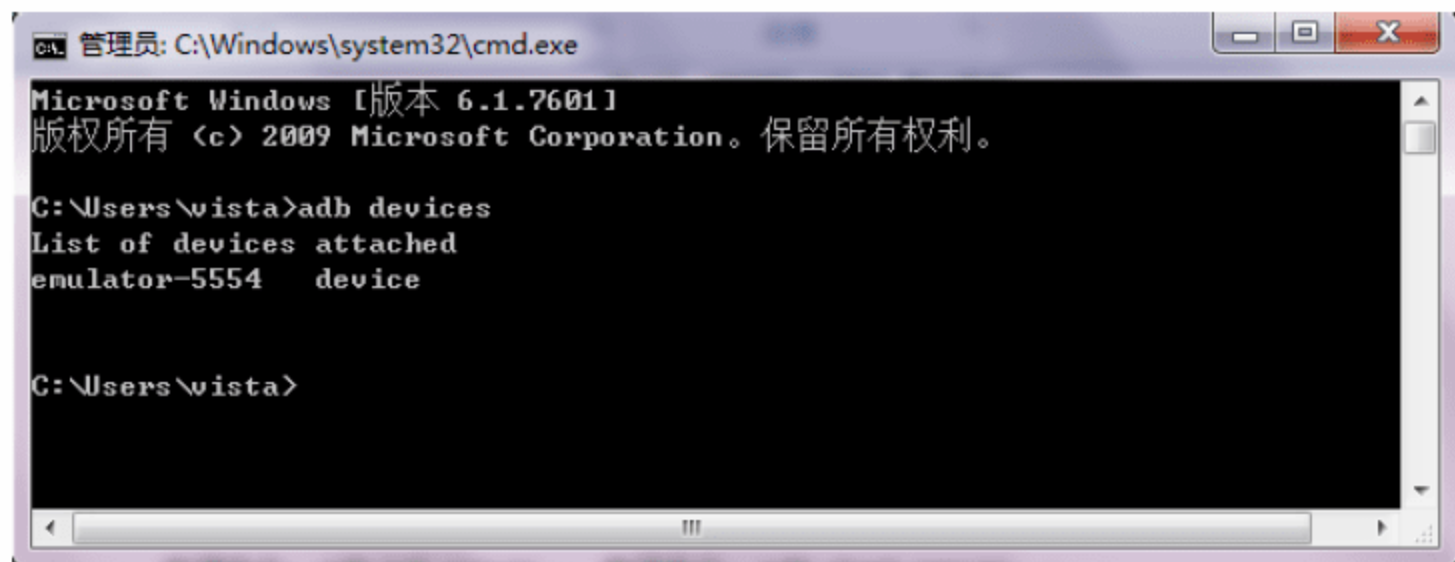 管理员: C:\Windows\system32\cmd.exe
Microsoft Windows [版本 6.1.7601]
版权所有 (c) 2009 Microsoft Corporation。保留所有权利。
C:\Users\vista>adb devices
List of devices attached
emulator-5554   device
C:\Users\vista>